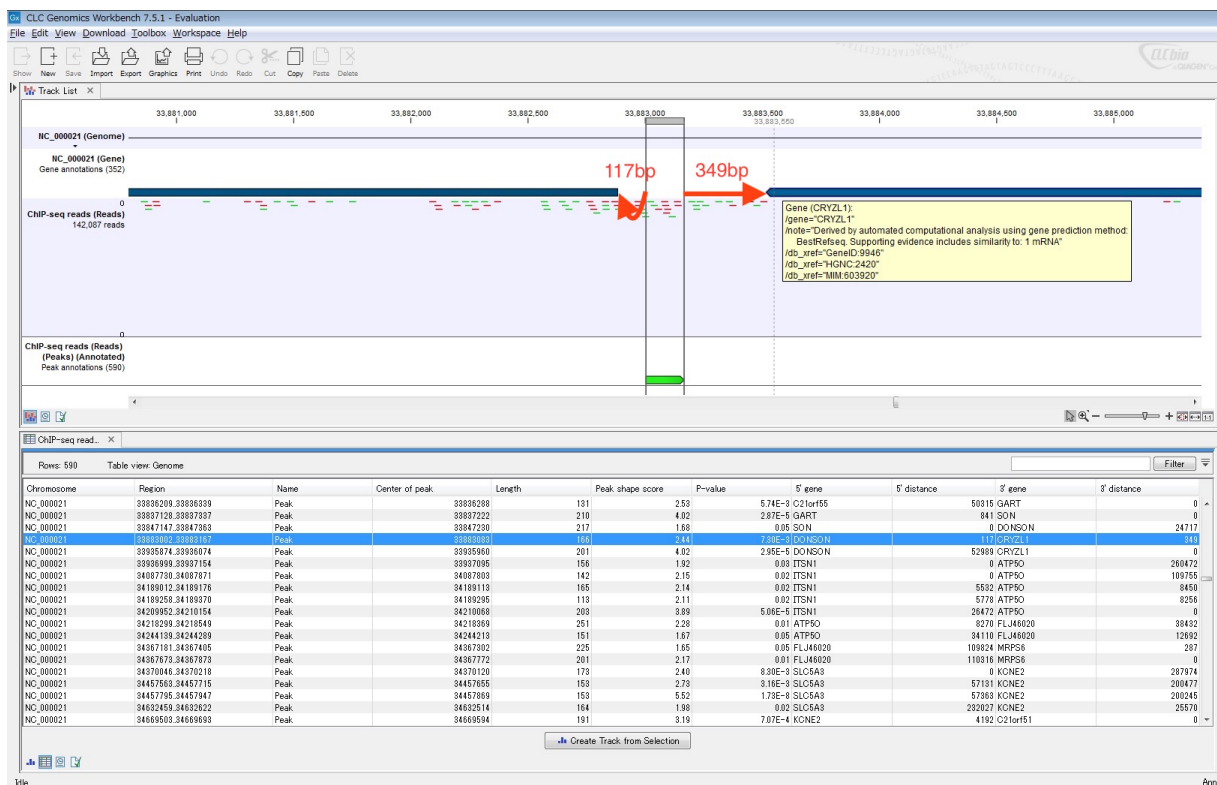 CLC Genomics Workbench 7.5.1 - Evaluation
File Edit View Download Toolbox Workspace Help
Show New Save Import Export Graphics Print Undo Redo Cut Copy Paste Delete
CLC bio
QIAGEN
Track List
33,881,000 33,881,500 33,882,000 33,882,500 33,883,000 33,883,500 33,884,000 33,884,500 33,885,000
33,883,550
NC_000021 (Genome)
NC_000021 (Gene)
Gene annotations (352)
117bp 349bp
0
ChIP-seq reads (Reads)
142,087 reads
Gene (CRYZL1):
/gene="CRYZL1"
/note="Derived by automated computational analysis using gene prediction method:
BestRefseq. Supporting evidence includes similarity to: 1 mRNA"
/db_xref="GeneID:9946"
/db_xref="HGNC:2420"
/db_xref="MIM:603920"
0
ChIP-seq reads (Reads)
(Peaks) (Annotated)
Peak annotations (590)
ChIP-seq read...
Rows: 590 Table view: Genome Filter
Chromosome Region Name Center of peak Length Peak shape score P-value 5' gene 5' distance 3' gene 3' distance
NC_000021 33836209..33836339 Peak 33836288 131 2.53 5.74E-3 C21orf55 50315 GART 0
NC_000021 33837128..33837337 Peak 33837222 210 4.02 2.87E-5 GART 841 SON 0
NC_000021 33847147..33847363 Peak 33847230 217 1.68 0.05 SON 0 DONSON 24717
NC_000021 33883002..33883167 Peak 33883083 166 2.44 7.30E-3 DONSON 117 CRYZL1 349
NC_000021 33935874..33936074 Peak 33935960 201 4.02 2.95E-5 DONSON 52989 CRYZL1 0
NC_000021 33936999..33937154 Peak 33937095 156 1.92 0.03 ITSN1 0 ATP5O 260472
NC_000021 34087730..34087871 Peak 34087803 142 2.15 0.02 ITSN1 0 ATP5O 109755
NC_000021 34189012..34189176 Peak 34189113 165 2.14 0.02 ITSN1 5532 ATP5O 8450
NC_000021 34189258..34189370 Peak 34189295 113 2.11 0.02 ITSN1 5778 ATP5O 8256
NC_000021 34209952..34210154 Peak 34210068 203 3.89 5.06E-5 ITSN1 26472 ATP5O 0
NC_000021 34218299..34218549 Peak 34218369 251 2.28 0.01 ATP5O 8270 FLJ46020 38432
NC_000021 34244139..34244289 Peak 34244213 151 1.67 0.05 ATP5O 34110 FLJ46020 12692
NC_000021 34367181..34367405 Peak 34367302 225 1.65 0.05 FLJ46020 109824 MRPS6 287
NC_000021 34367673..34367873 Peak 34367772 201 2.17 0.01 FLJ46020 110316 MRPS6 0
NC_000021 34370046..34370218 Peak 34370120 173 2.40 8.30E-3 SLC5A3 0 KCNE2 287974
NC_000021 34457563..34457715 Peak 34457655 153 2.73 3.16E-3 SLC5A3 57131 KCNE2 200477
NC_000021 34457795..34457947 Peak 34457869 153 5.52 1.73E-8 SLC5A3 57363 KCNE2 200245
NC_000021 34632459..34632622 Peak 34632514 164 1.98 0.02 SLC5A3 232027 KCNE2 25570
NC_000021 34669503..34669693 Peak 34669594 191 3.19 7.07E-4 KCNE2 4192 C21orf51 0
Create Track from Selection
Idle...